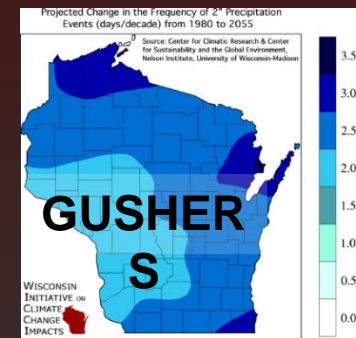 Projected Change in the Frequency of 2" Precipitation
Events (days/decade) from 1980 to 2055
Source: Center for Climatic Research & Center
for Sustainability and the Global Environment,
Nelson Institute, University of Wisconsin-Madison
3.5
3.0
2.5
2.0
1.5
1.0
0.5
0.0
GUSHER
S
WISCONSIN
INITIATIVE ON
CLIMATE
CHANGE
IMPACTS